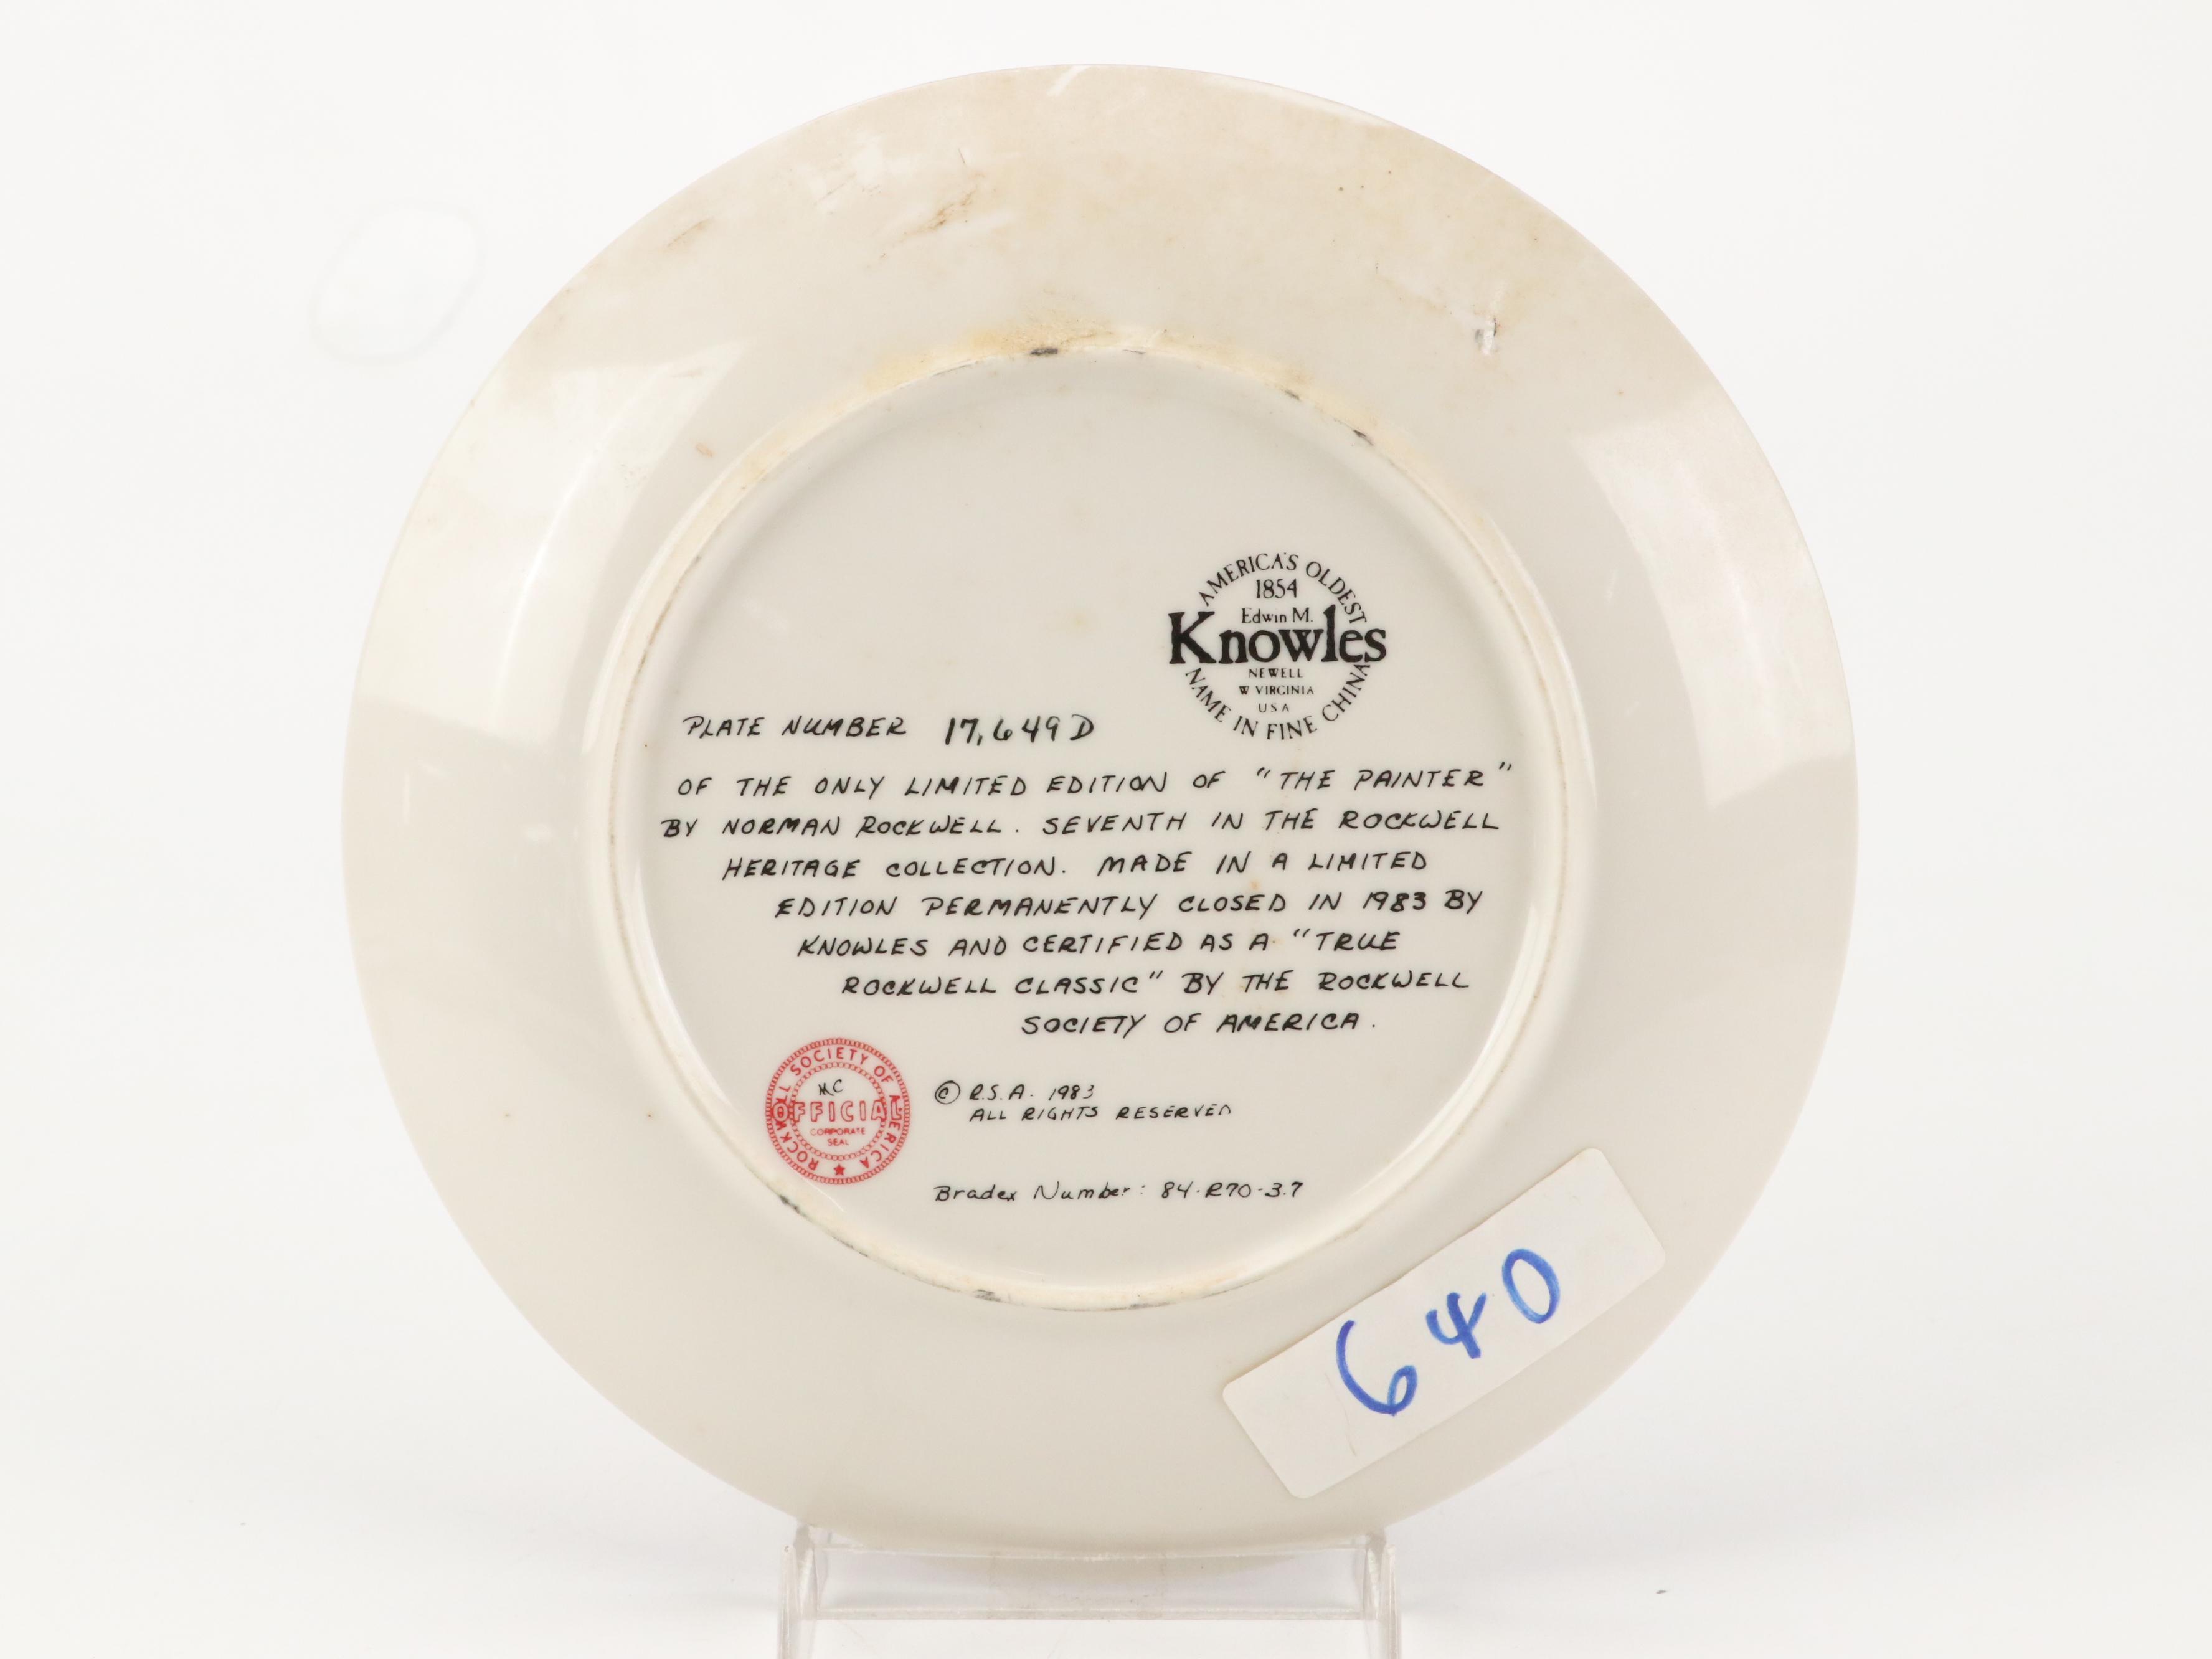 AMERICA'S OLDEST
1854
Edwin M.
Knowles
NEWELL
W VIRGINIA
USA
NAME IN FINE CHINA
PLATE NUMBER 17,649D
OF THE ONLY LIMITED EDITION OF "THE PAINTER"
BY NORMAN ROCKWELL. SEVENTH IN THE ROCKWELL
HERITAGE COLLECTION. MADE IN A LIMITED
EDITION PERMANENTLY CLOSED IN 1983 BY
KNOWLES AND CERTIFIED AS A "TRUE
ROCKWELL CLASSIC" BY THE ROCKWELL
SOCIETY OF AMERICA.
ROCKWELL SOCIETY OF AMERICA ★
MC
OFFICIAL
CORPORATE
SEAL
© R.S.A. 1983
ALL RIGHTS RESERVED
Bradex Number: 84-R70-3.7
640